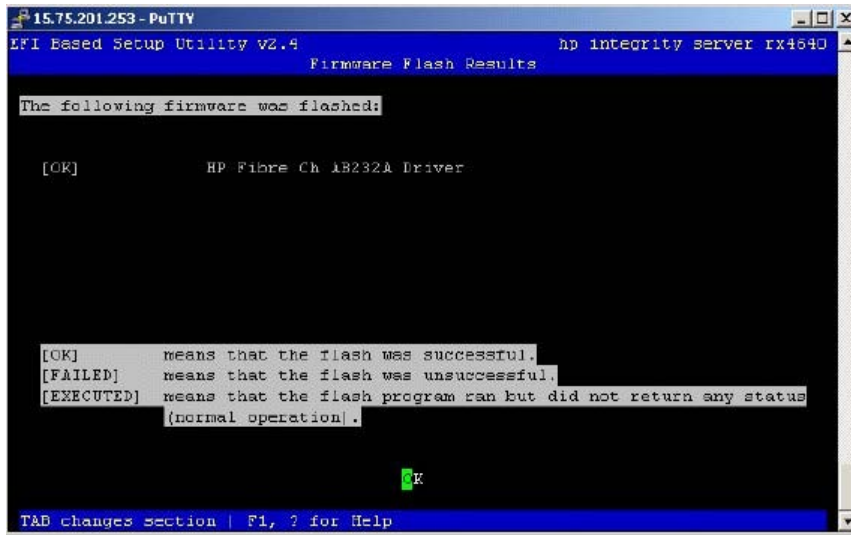 15.75.201.253 - PuTTY
EFI Based Setup Utility v2.4 hp integrity server rx4640
Firmware Flash Results
The following firmware was flashed:
[OK] HP Fibre Ch AB232A Driver
[OK] means that the flash was successful.
[FAILED] means that the flash was unsuccessful.
[EXECUTED] means that the flash program ran but did not return any status
(normal operation).
OK
TAB changes section | F1, ? for Help